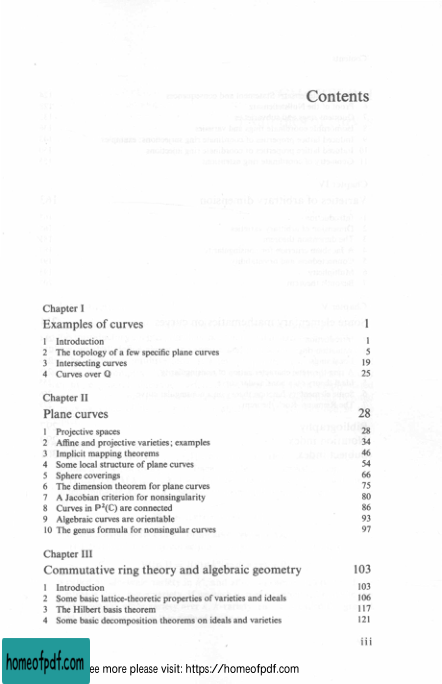 Contents
Chapter I
Examples of curves 1
1 Introduction 1
2 The topology of a few specific plane curves 5
3 Intersecting curves 19
4 Curves over Q 25
Chapter II
Plane curves 28
1 Projective spaces 28
2 Affine and projective varieties; examples 34
3 Implicit mapping theorems 46
4 Some local structure of plane curves 54
5 Sphere coverings 66
6 The dimension theorem for plane curves 75
7 A Jacobian criterion for nonsingularity 80
8 Curves in P²(C) are connected 86
9 Algebraic curves are orientable 93
10 The genus formula for nonsingular curves 97
Chapter III
Commutative ring theory and algebraic geometry 103
1 Introduction 103
2 Some basic lattice-theoretic properties of varieties and ideals 106
3 The Hilbert basis theorem 117
4 Some basic decomposition theorems on ideals and varieties 121
iii
homeofpdf.com
ee more please visit: https://homeofpdf.com